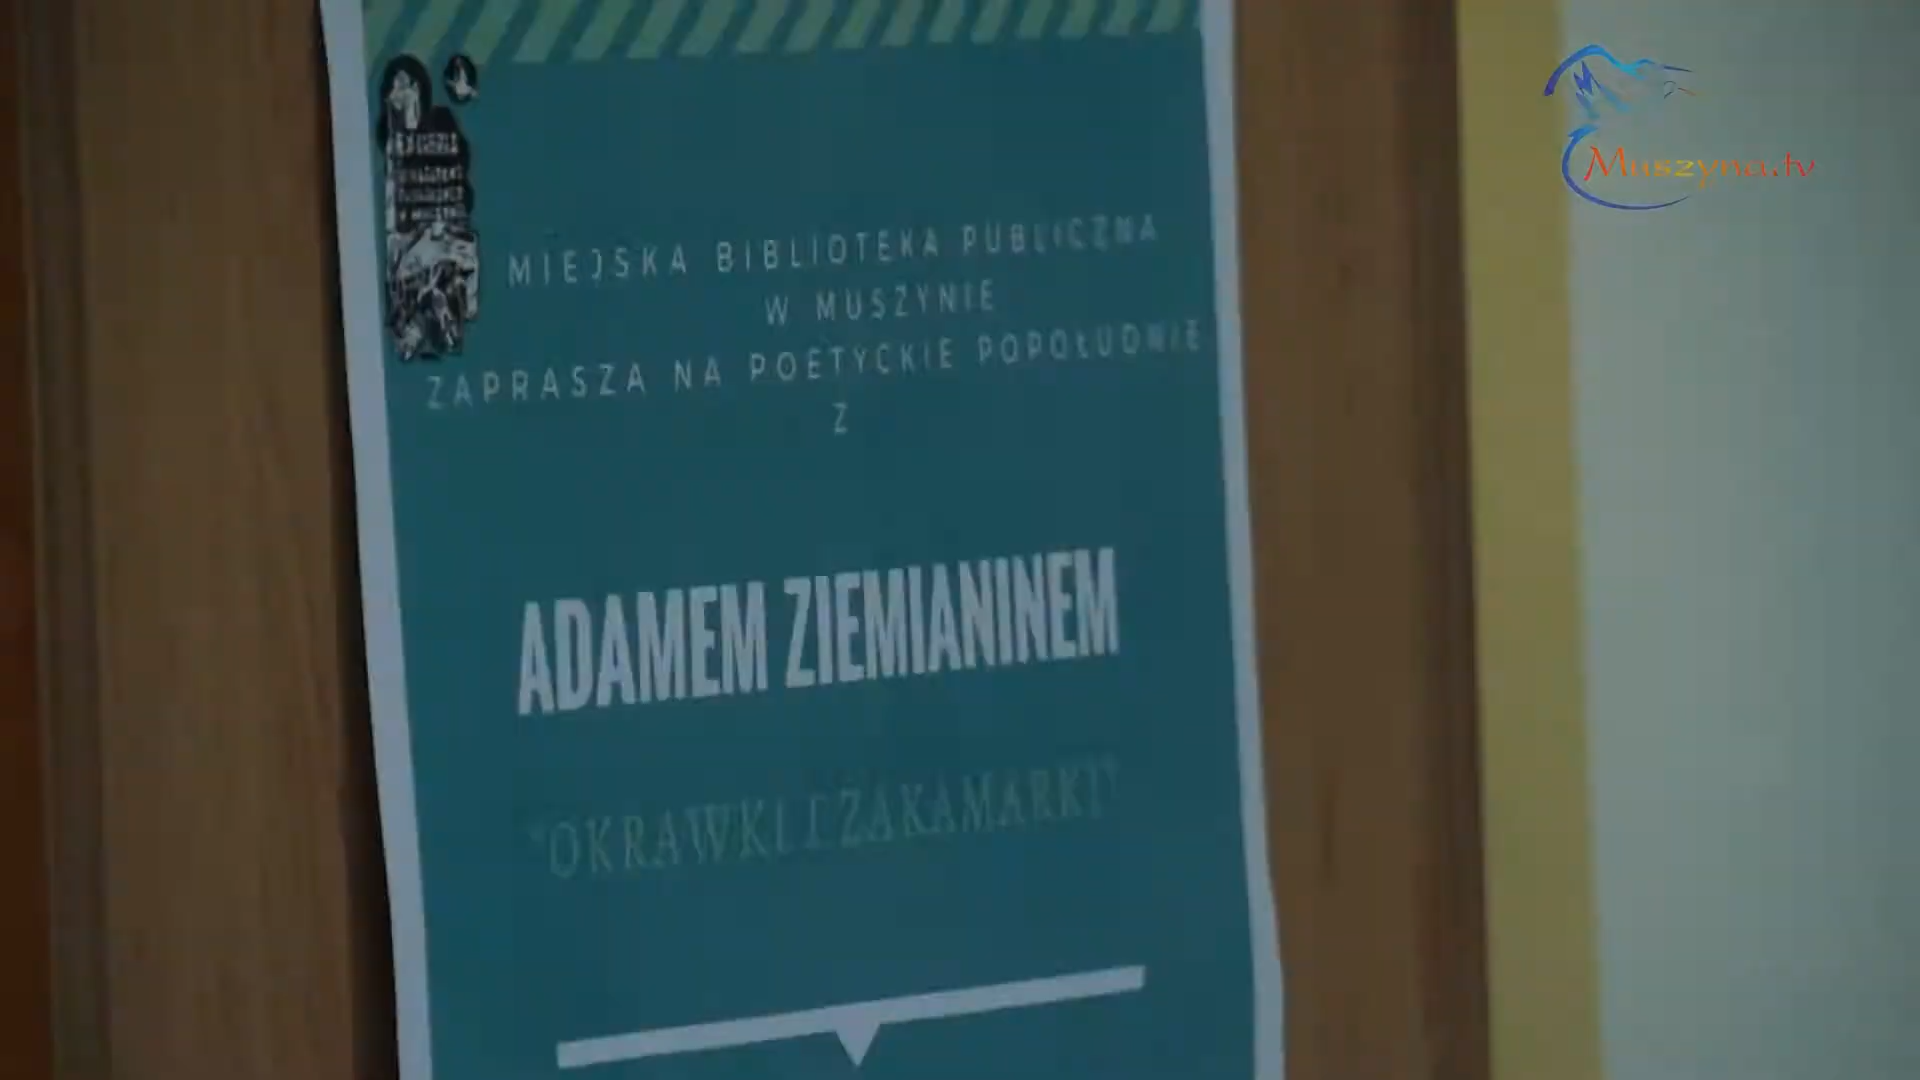 Muszyna.tv
MIEJSKA BIBLIOTEKA PUBLICZNA
W MUSZYNIE
ZAPRASZA NA POETYCKIE POPOŁUDNIE
Z
ADAMEM ZIEMIANINEM
"OKRAWKI I ZAKAMARKI"